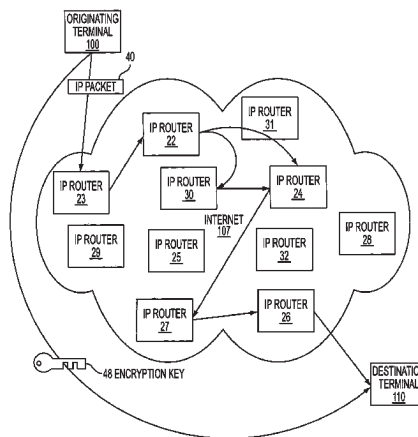 ORIGINATING
TERMINAL
100
40
IP PACKET
IP ROUTER
31
IP ROUTER
22
IP ROUTER
23
IP ROUTER
30
IP ROUTER
24
INTERNET
107
IP ROUTER
29
IP ROUTER
25
IP ROUTER
32
IP ROUTER
28
IP ROUTER
27
IP ROUTER
26
48 ENCRYPTION KEY
DESTINATION
TERMINAL
110